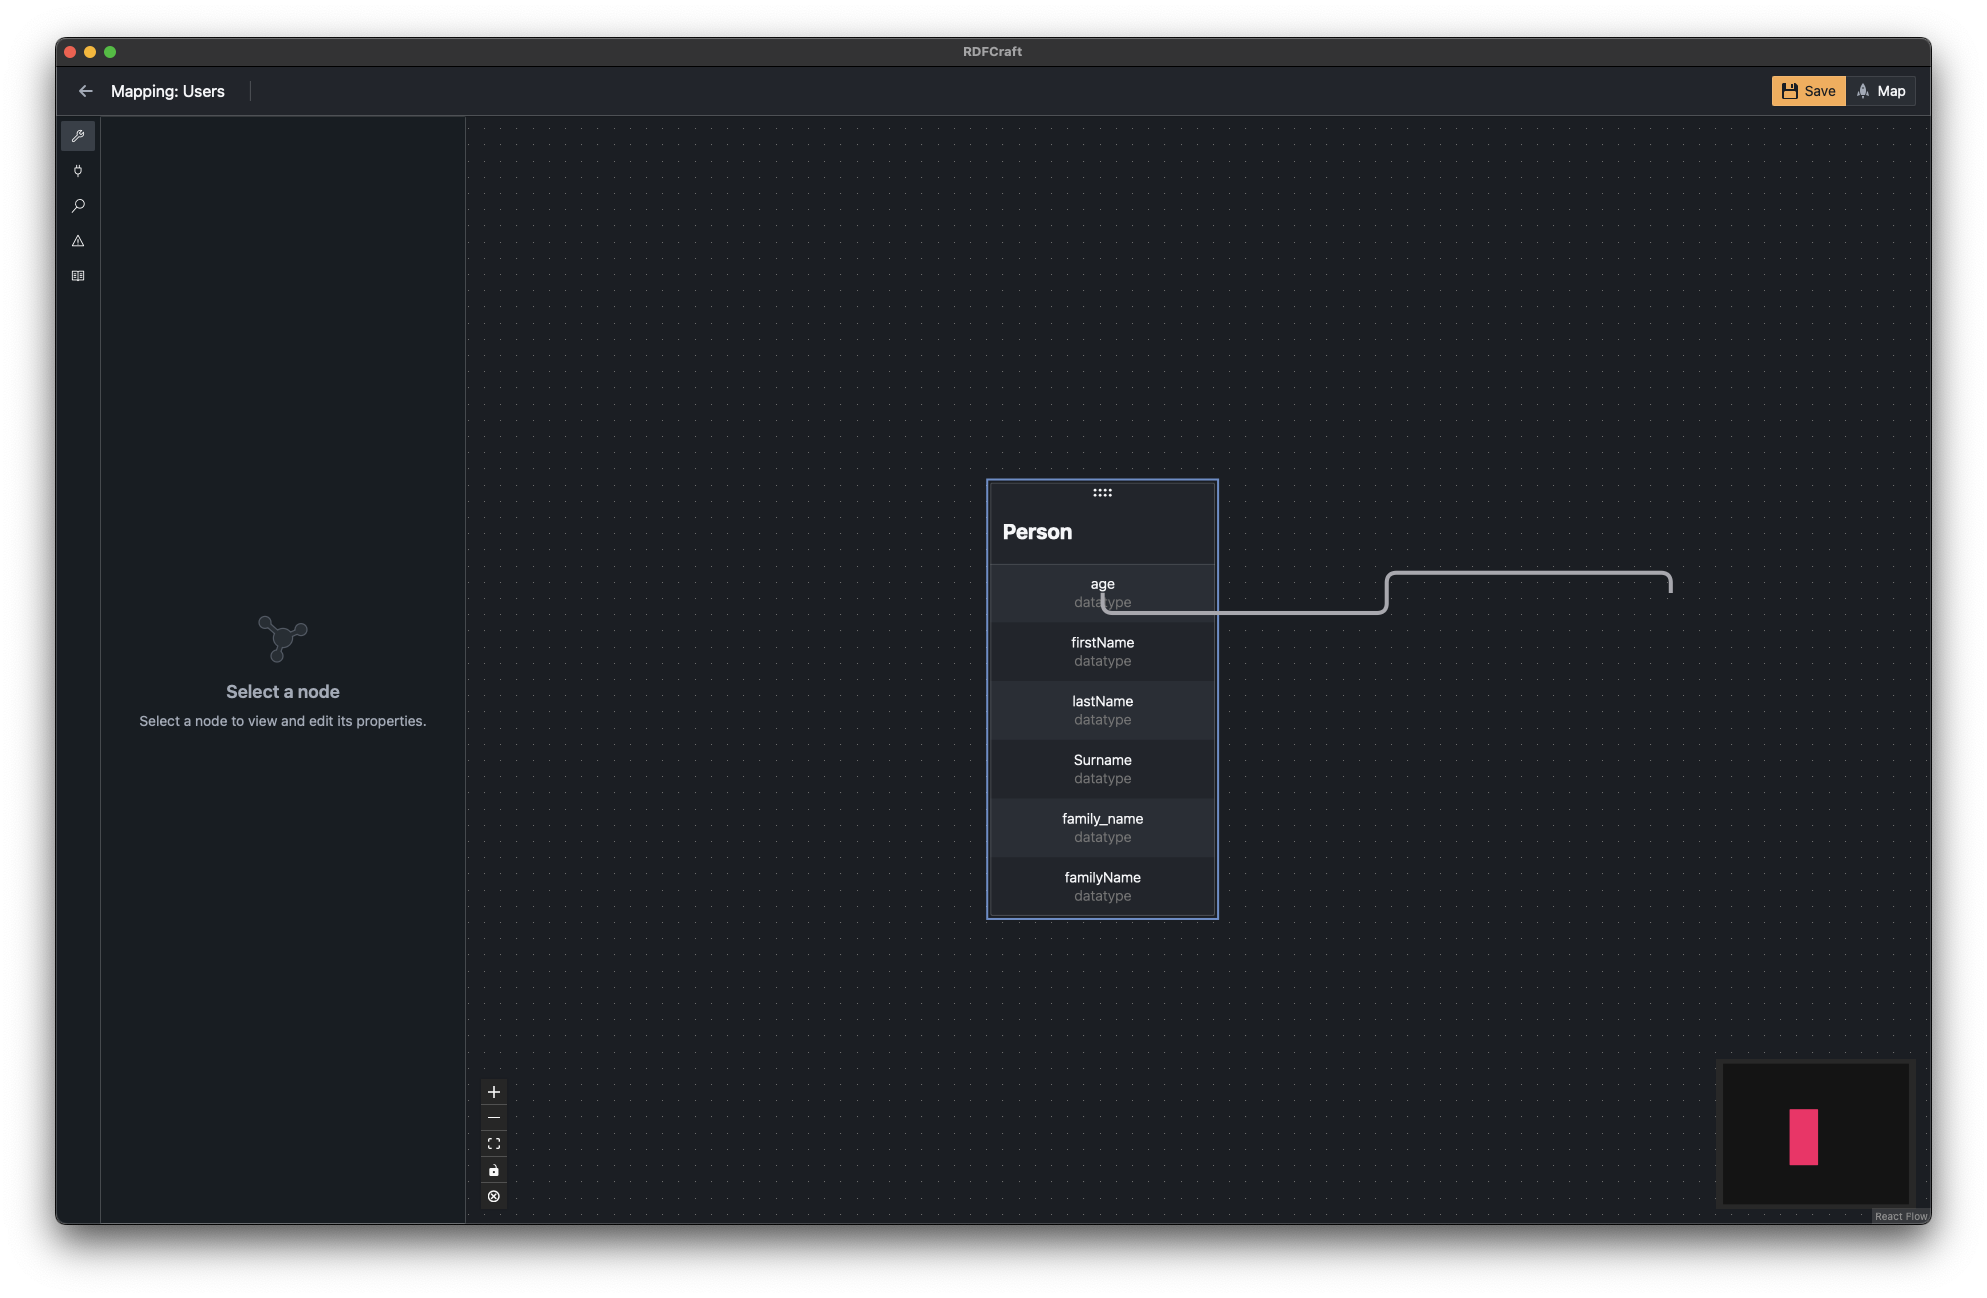 RDFCraft
Mapping: Users
Save
Map
Person
age
datatype
firstName
datatype
lastName
datatype
Surname
datatype
family_name
datatype
familyName
datatype
Select a node
Select a node to view and edit its properties.
React Flow